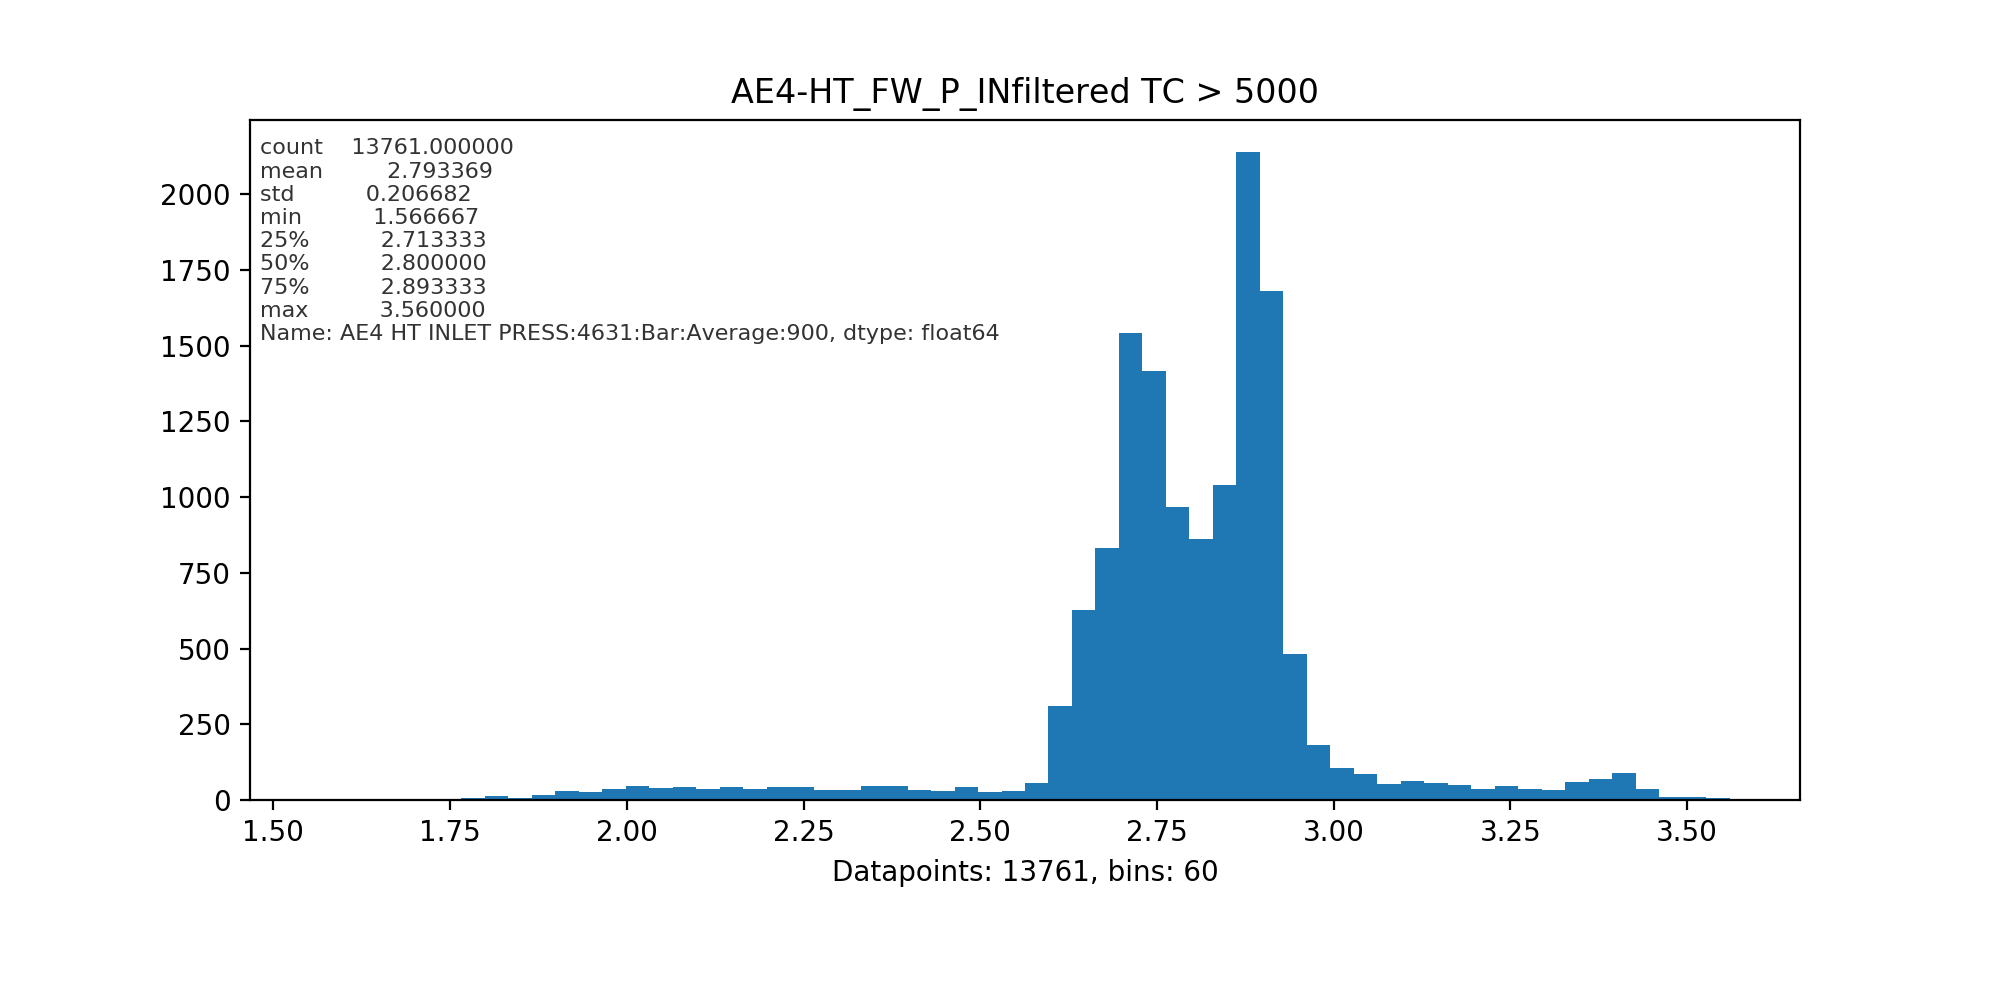 AE4-HT_FW_P_INfiltered TC > 5000
count 13761.000000
mean 2.793369
std 0.206682
min 1.566667
25% 2.713333
50% 2.800000
75% 2.893333
max 3.560000
Name: AE4 HT INLET PRESS:4631:Bar:Average:900, dtype: float64
2000
1750
1500
1250
1000
750
500
250
0
1.50 1.75 2.00 2.25 2.50 2.75 3.00 3.25 3.50
Datapoints: 13761, bins: 60